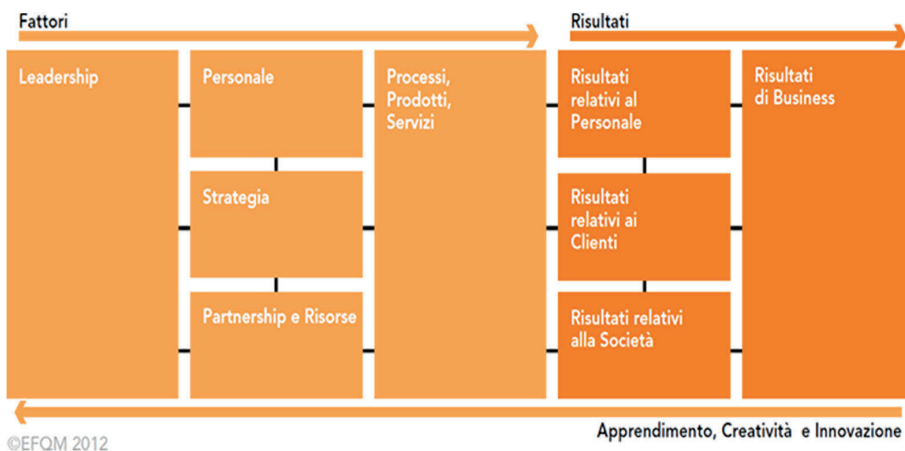 Fattori
Risultati
Leadership
Personale
Processi,
Prodotti,
Servizi
Risultati
relativi al
Personale
Risultati
di Business
Strategia
Risultati
relativi ai
Clienti
Partnership e Risorse
Risultati relativi
alla Società
Apprendimento, Creatività e Innovazione
©EFQM 2012